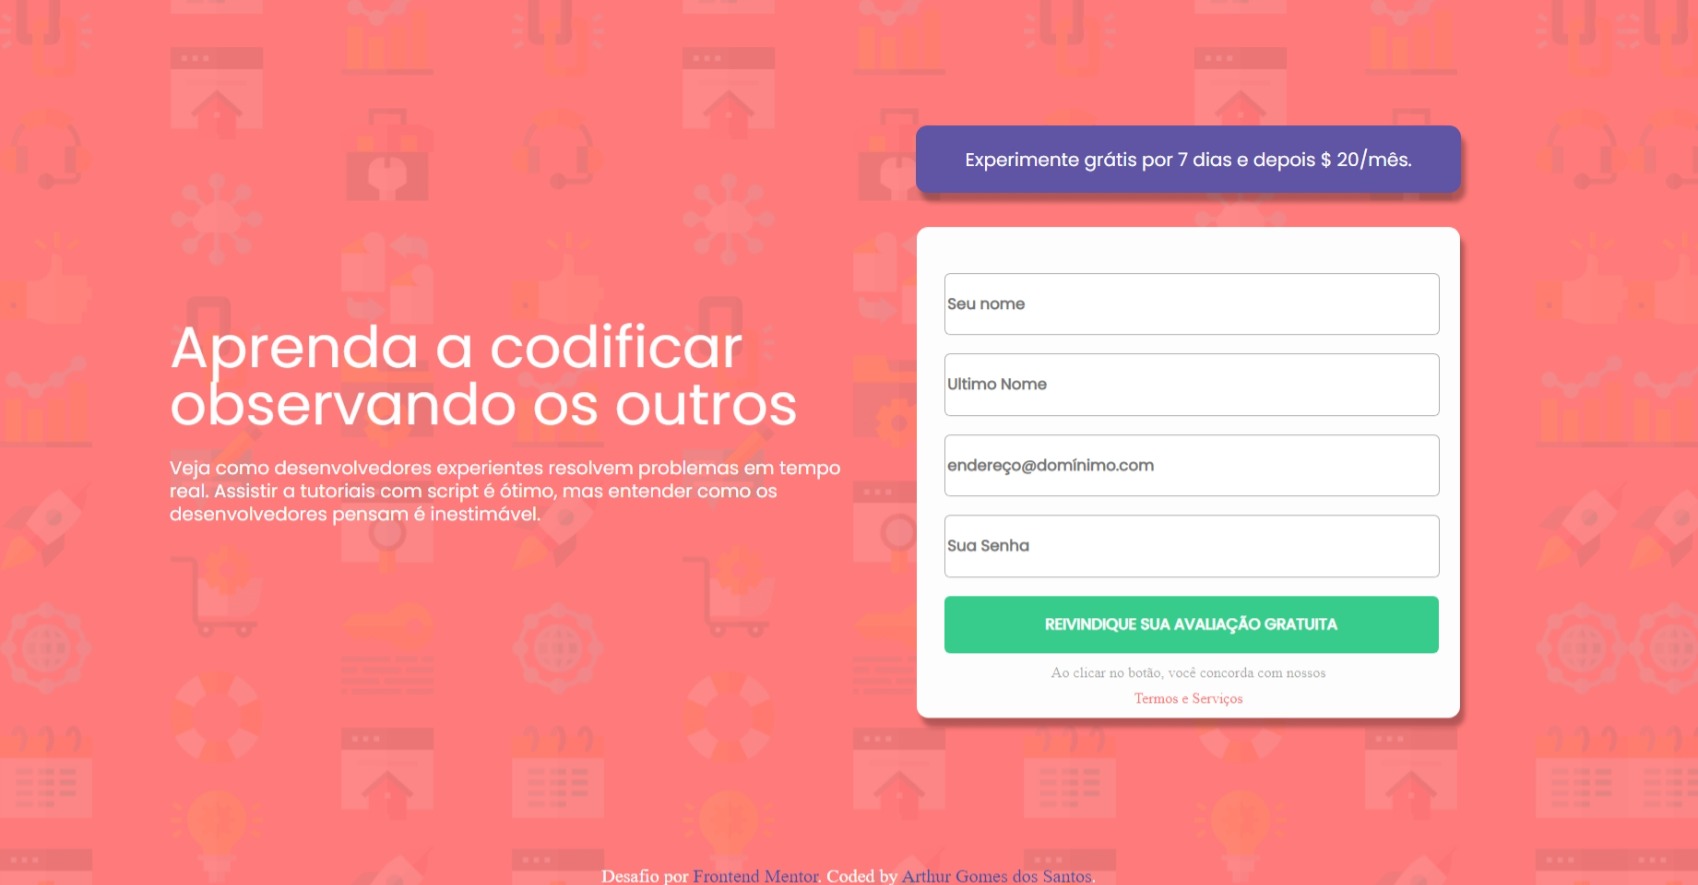 Experimente grátis por 7 dias e depois $ 20/mês.
Aprenda a codificar
observando os outros
Veja como desenvolvedores experientes resolvem problemas em tempo
real. Assistir a tutoriais com script é ótimo, mas entender como os
desenvolvedores pensam é inestimável.
Seu nome
Ultimo Nome
endereço@domínimo.com
Sua Senha
REIVINDIQUE SUA AVALIAÇÃO GRATUITA
Ao clicar no botão, você concorda com nossos
Termos e Serviços
Desafio por Frontend Mentor. Coded by Arthur Gomes dos Santos.